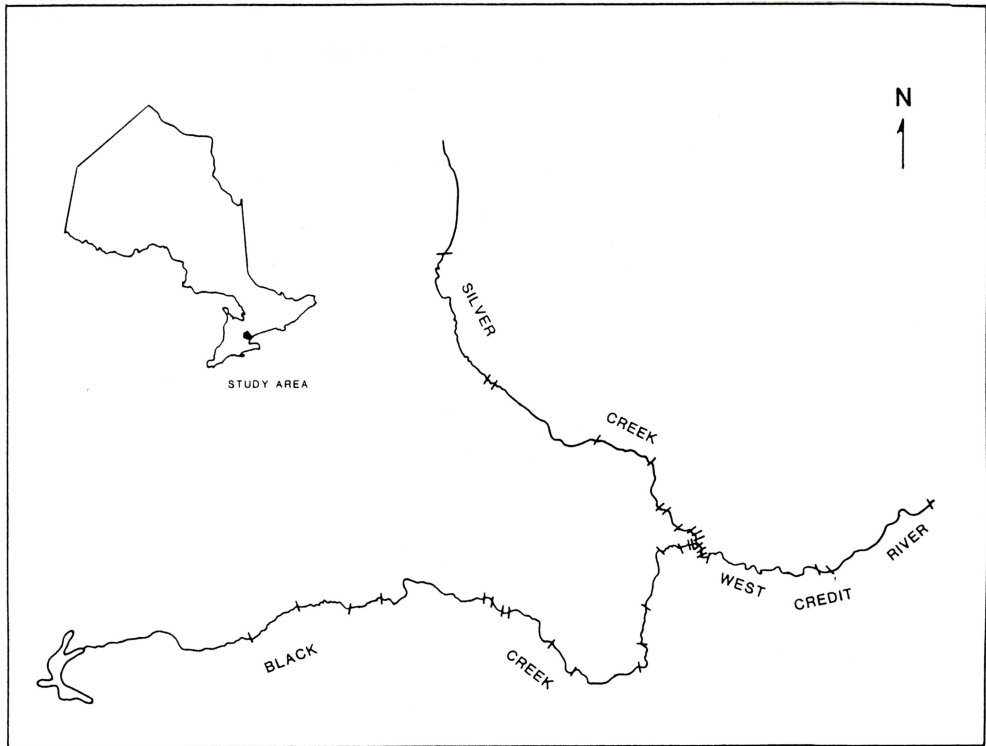 N
SILVER
STUDY AREA
CREEK
RIVER
WEST
CREDIT
BLACK
CREEK